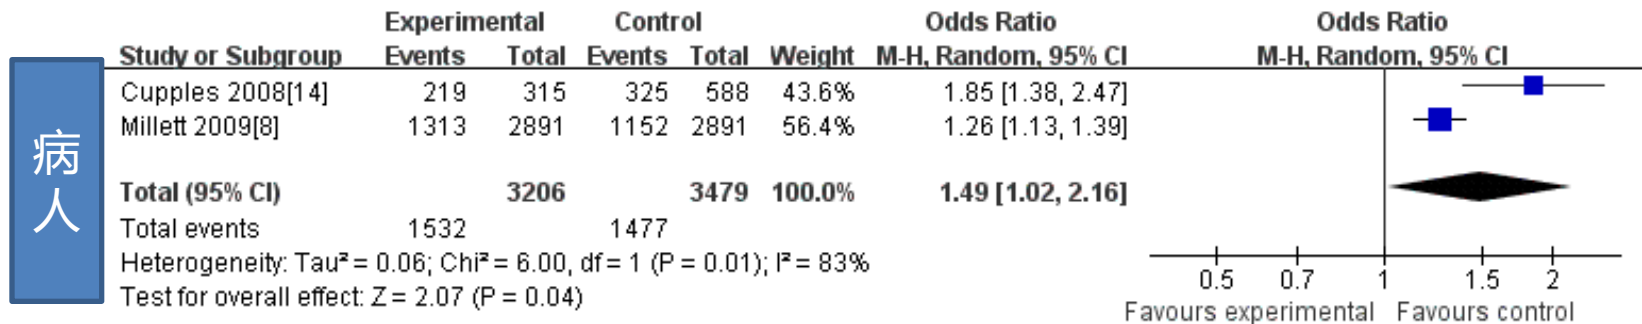 病
人
Experimental Control Odds Ratio Odds Ratio
Study or Subgroup Events Total Events Total Weight M-H, Random, 95% CI M-H, Random, 95% CI
Cupples 2008[14] 219 315 325 588 43.6% 1.85 [1.38, 2.47]
Millett 2009[8] 1313 2891 1152 2891 56.4% 1.26 [1.13, 1.39]
Total (95% CI) 3206 3479 100.0% 1.49 [1.02, 2.16]
Total events 1532 1477
Heterogeneity: Tau² = 0.06; Chi² = 6.00, df = 1 (P = 0.01); I² = 83%
Test for overall effect: Z = 2.07 (P = 0.04)
0.5 0.7 1 1.5 2
Favours experimental Favours control